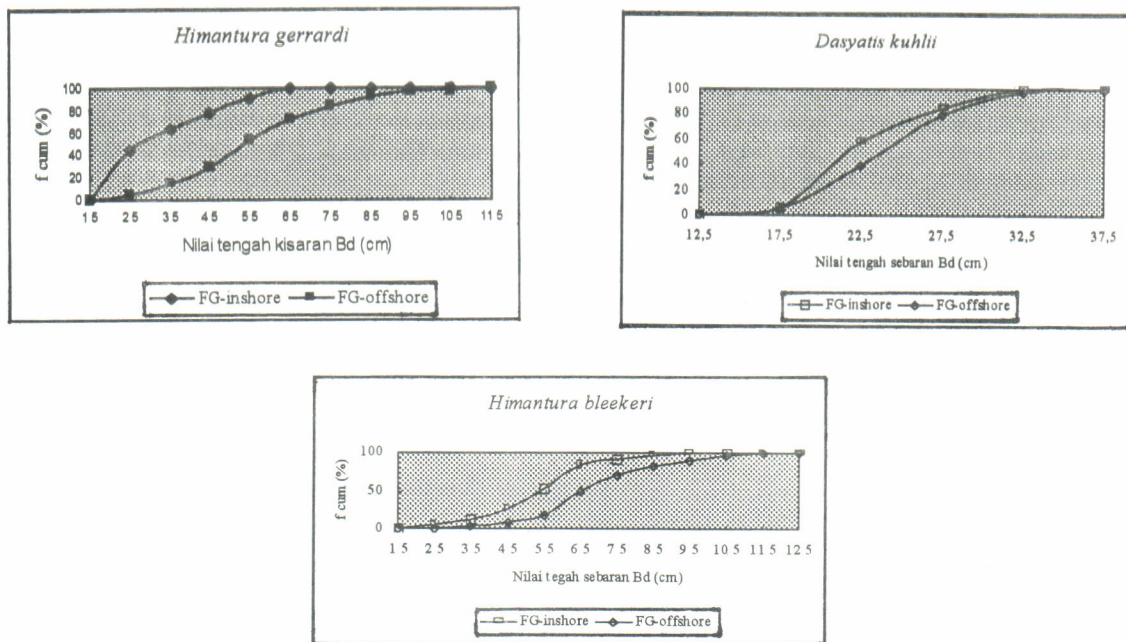 Himantura gerrardi
f cum (%)
100
80
60
40
20
0
15 25 35 45 55 65 75 85 95 105 115
Nilai tengah kisaran Bd (cm)
FG-inshore FG-offshore
Dasyatis kuhlii
f cum (%)
100
80
60
40
20
0
12,5 17,5 22,5 27,5 32,5 37,5
Nilai tengah sebaran Bd (cm)
FG-inshore FG-offshore
Himantura bleekeri
f cum (%)
100
50
0
15 25 35 45 55 65 75 85 95 105 115 125
Nilai tegah sebaran Bd (cm)
FG-inshore FG-offshore